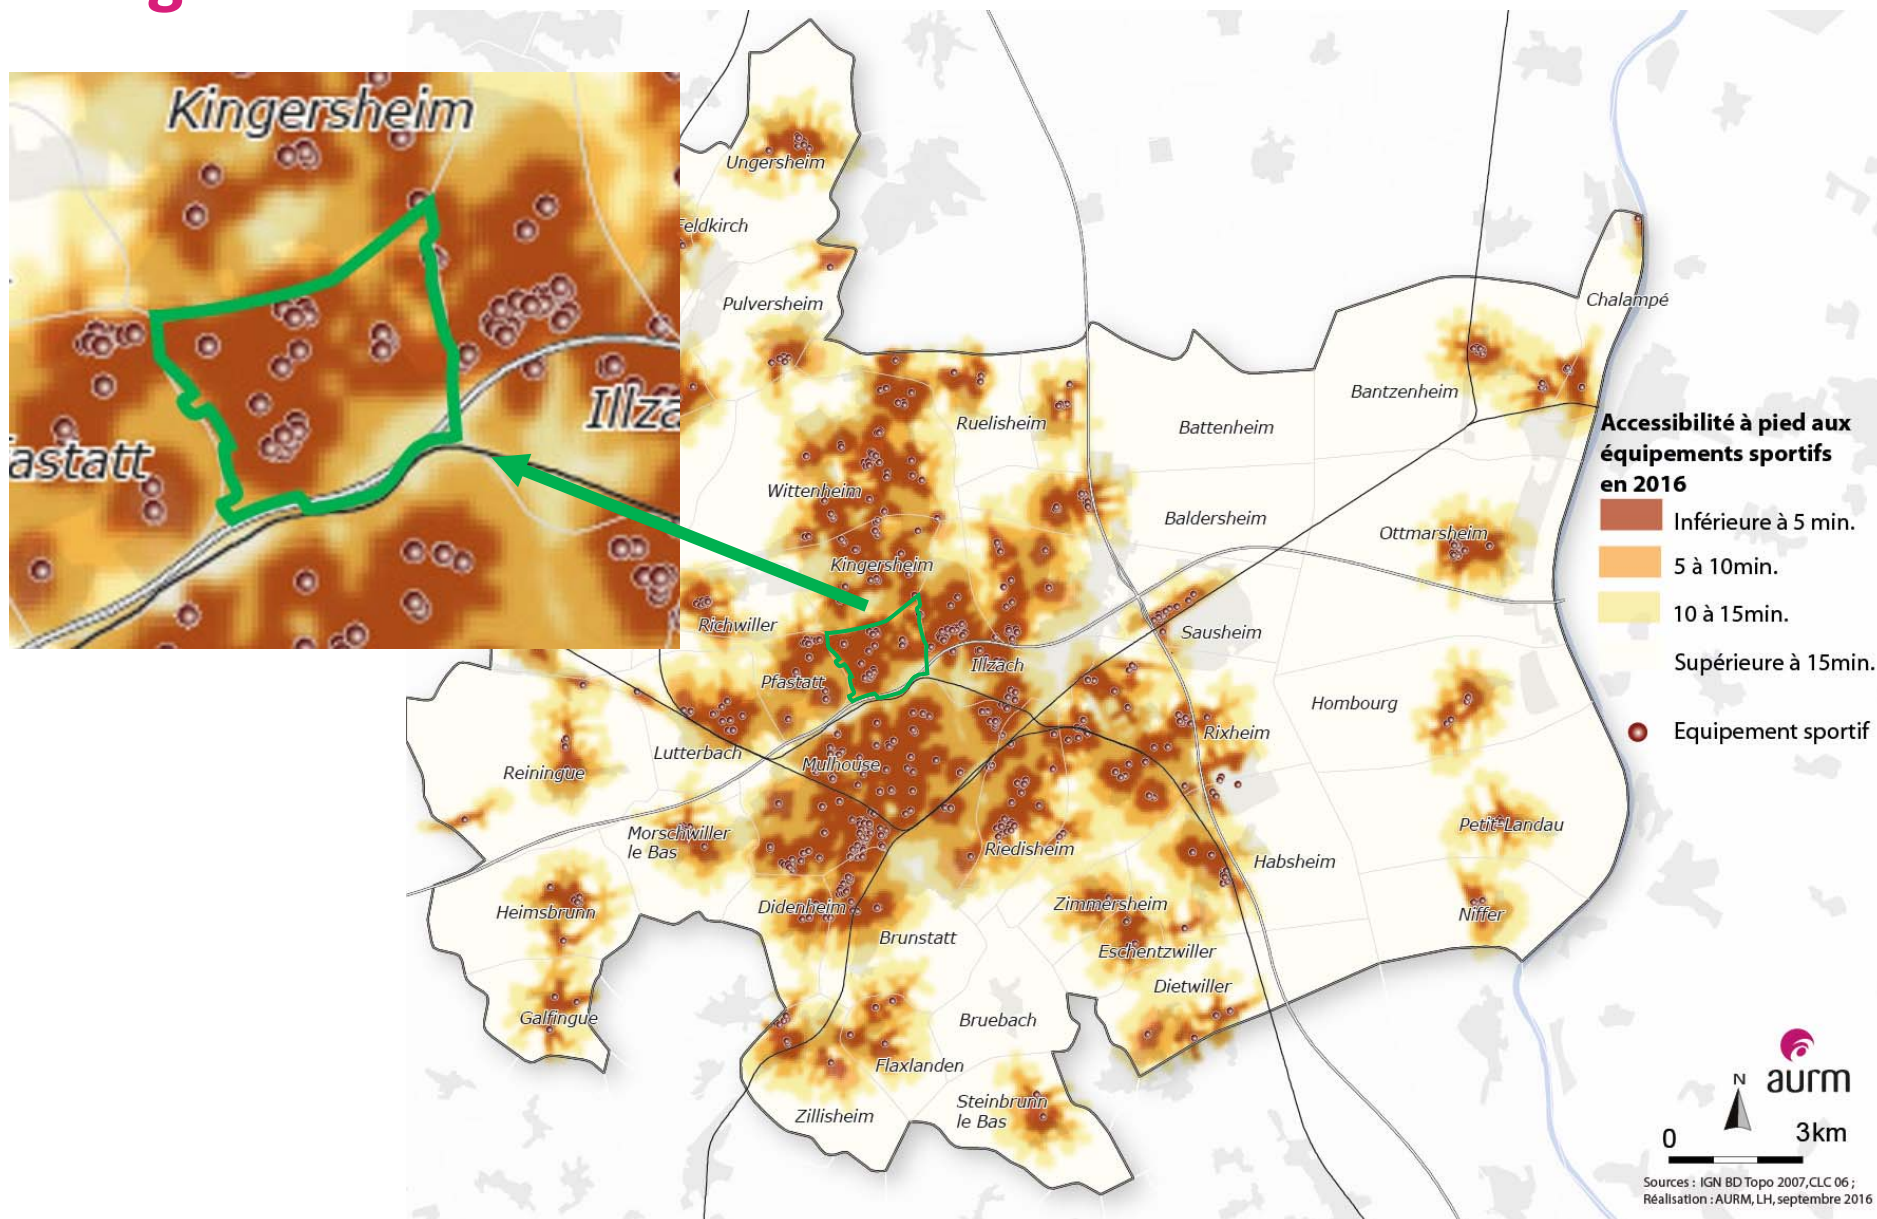 Kingersheim
Illza
fastatt
Ungersheim
Feldkirch
Pulversheim
Chalampé
Bantzenheim
Ruelisheim
Battenheim
Wittenheim
Baldersheim
Ottmarsheim
Kingersheim
Richwiller
Sausheim
Illzach
Pfastatt
Hombourg
Rixheim
Lutterbach
Mulhouse
Reiningue
Morschwiller
le Bas
Riedisheim
Petit-Landau
Habsheim
Heimsbrunn
Didenheim
Zimmersheim
Niffer
Brunstatt
Eschentzwiller
Dietwiller
Galfingue
Bruebach
Flaxlanden
Steinbrunn
le Bas
Zillisheim
Accessibilité à pied aux
équipements sportifs
en 2016
Inférieure à 5 min.
5 à 10min.
10 à 15min.
Supérieure à 15min.
Equipement sportif
aurm
N
0 3km
Sources : IGN BD Topo 2007,CLC 06 ;
Réalisation : AURM, LH, septembre 2016